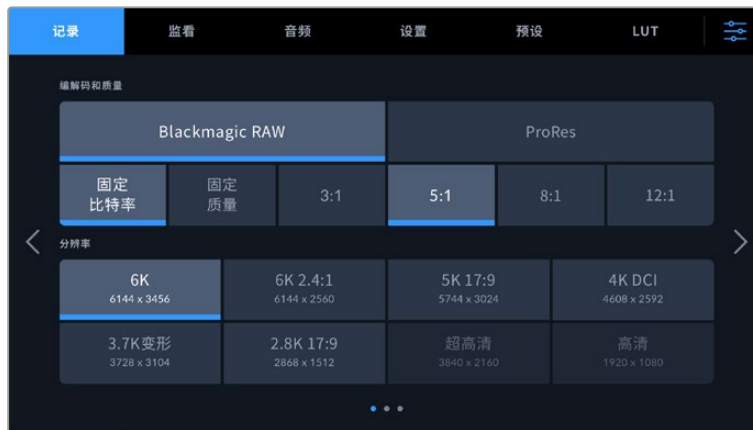 记录 监看 音频 设置 预设 LUT
编解码和质量
Blackmagic RAW ProRes
固定
比特率
固定
质量
3:1 5:1 8:1 12:1
分辨率
6K 6K 2.4:1 5K 17:9 4K DCI
6144 x 3456 6144 x 2560 5744 x 3024 4608 x 2592
3.7K变形 2.8K 17:9 超高清 高清
3728 x 3104 2868 x 1512 3840 x 2160 1920 x 1080